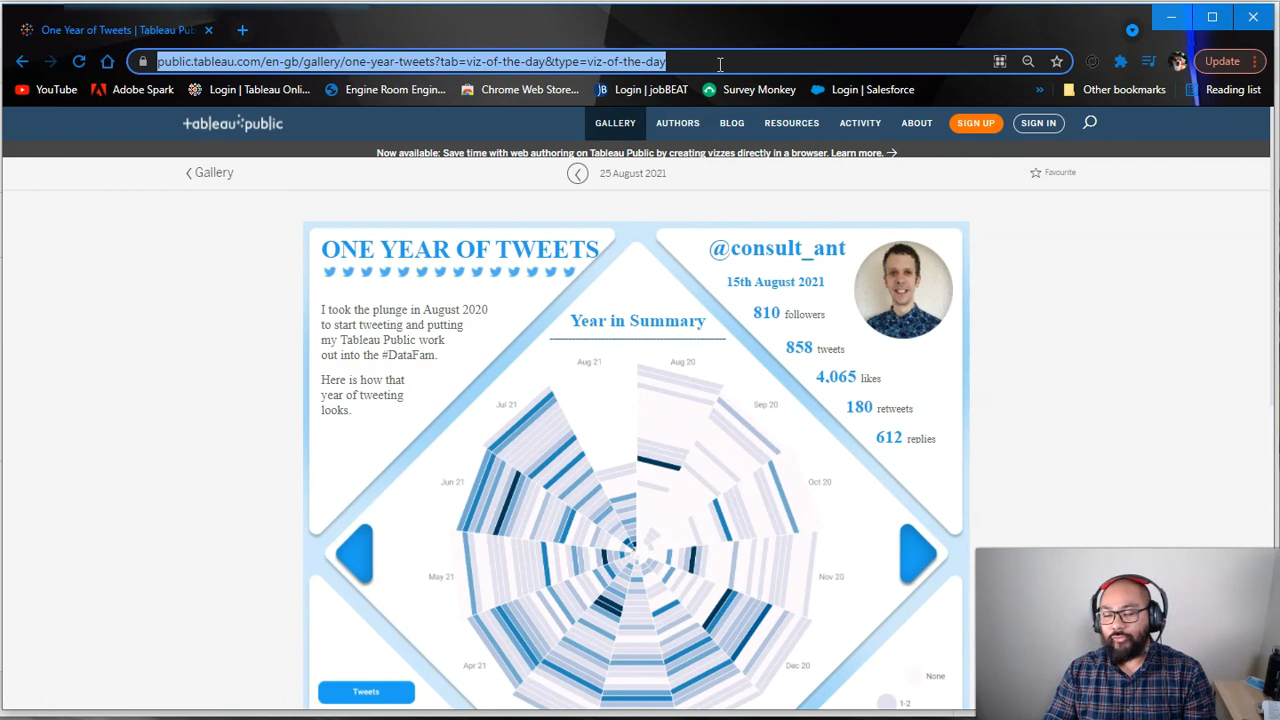 One Year of Tweets | Tableau Pub
public.tableau.com/en-gb/gallery/one-year-tweets?tab=viz-of-the-day&type=viz-of-the-day
Update
YouTube
Adobe Spark
Login | Tableau Onli...
Engine Room Engin...
Chrome Web Store...
Login | jobBEAT
Survey Monkey
Login | Salesforce
»
Other bookmarks
Reading list
+ableau public
GALLERY
AUTHORS
BLOG
RESOURCES
ACTIVITY
ABOUT
SIGN UP
SIGN IN
Now available: Save time with web authoring on Tableau Public by creating vizzes directly in a browser. Learn more. →
Gallery
25 August 2021
Favourite
ONE YEAR OF TWEETS
I took the plunge in August 2020
to start tweeting and putting
my Tableau Public work
out into the #DataFam.
Here is how that
year of tweeting
looks.
@consult_ant
15th August 2021
810 followers
858 tweets
4,065 likes
180 retweets
612 replies
Year in Summary
Aug 21
Aug 20
Jul 21
Sep 20
Jun 21
Oct 20
May 21
Nov 20
Apr 21
Dec 20
None
1-2
Tweets